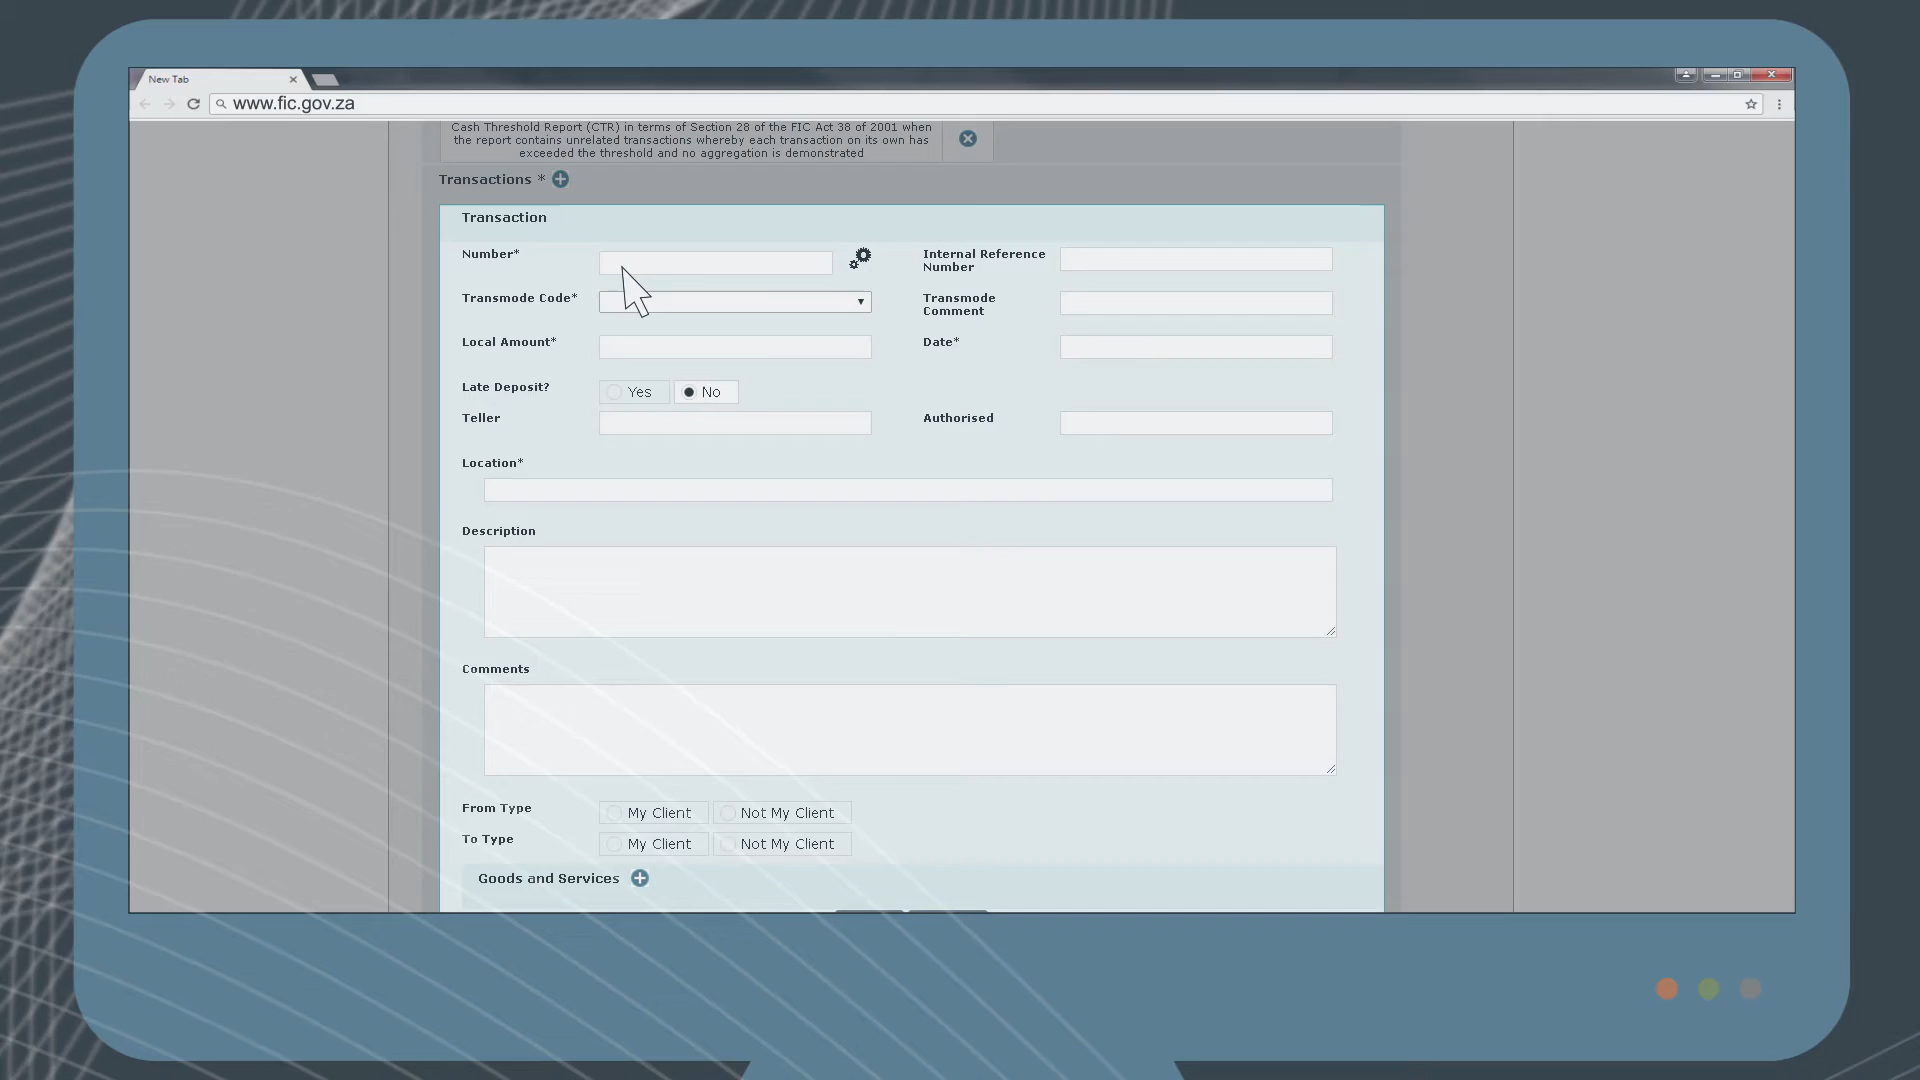 New Tab
www.fic.gov.za
Cash Threshold Report (CTR) in terms of Section 28 of the FIC Act 38 of 2001 when
the report contains unrelated transactions whereby each transaction on its own has
exceeded the threshold and no aggregation is demonstrated
Transactions *
Transaction
Number*
Internal Reference
Number
Transmode Code*
Transmode
Comment
Local Amount*
Date*
Late Deposit?
Yes
No
Teller
Authorised
Location*
Description
Comments
From Type
My Client
Not My Client
To Type
My Client
Not My Client
Goods and Services